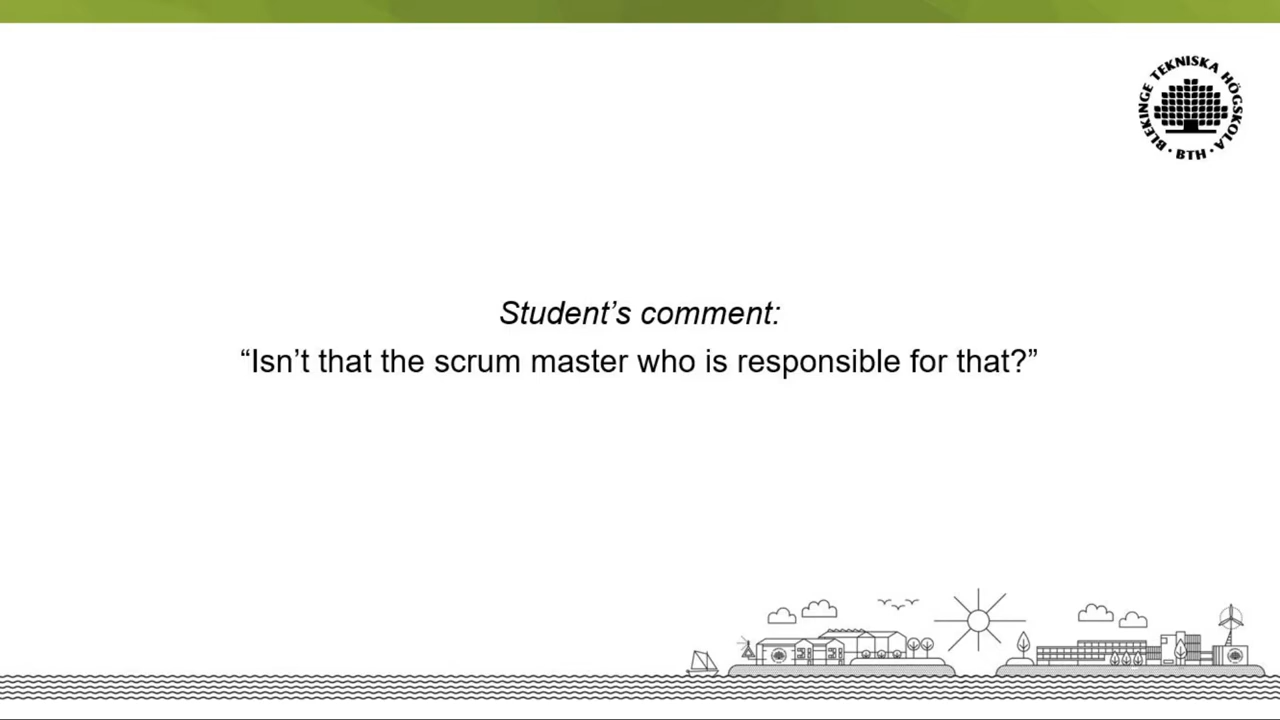 BLEKINGE TEKNISKA HÖGSKOLA
· BTH ·
Student’s comment:
“Isn’t that the scrum master who is responsible for that?”